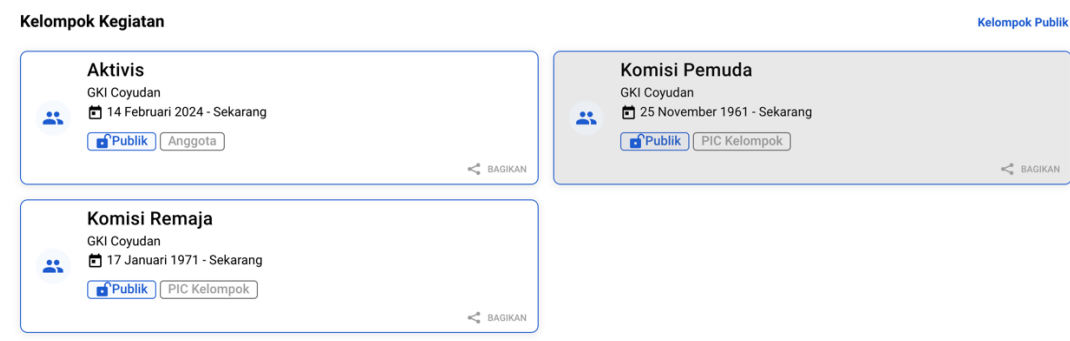 Kelompok Kegiatan
Kelompok Publik
Aktivis
GKI Coyudan
14 Februari 2024 - Sekarang
Publik Anggota
BAGIKAN
Komisi Pemuda
GKI Coyudan
25 November 1961 - Sekarang
Publik PIC Kelompok
BAGIKAN
Komisi Remaja
GKI Coyudan
17 Januari 1971 - Sekarang
Publik PIC Kelompok
BAGIKAN